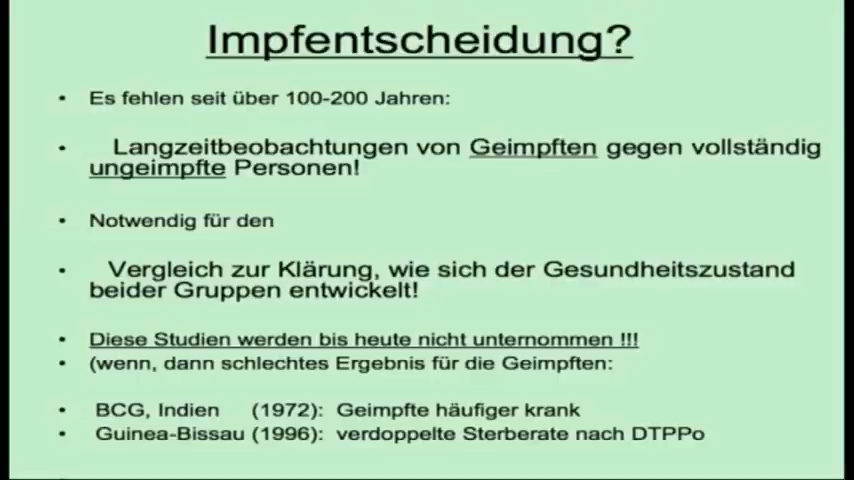 Impfentscheidung?
• Es fehlen seit über 100-200 Jahren:
• Langzeitbeobachtungen von Geimpften gegen vollständig
ungeimpfte Personen!
• Notwendig für den
• Vergleich zur Klärung, wie sich der Gesundheitszustand
beider Gruppen entwickelt!
• Diese Studien werden bis heute nicht unternommen !!!
• (wenn, dann schlechtes Ergebnis für die Geimpften:
• BCG, Indien (1972): Geimpfte häufiger krank
• Guinea-Bissau (1996): verdoppelte Sterberate nach DTPPo